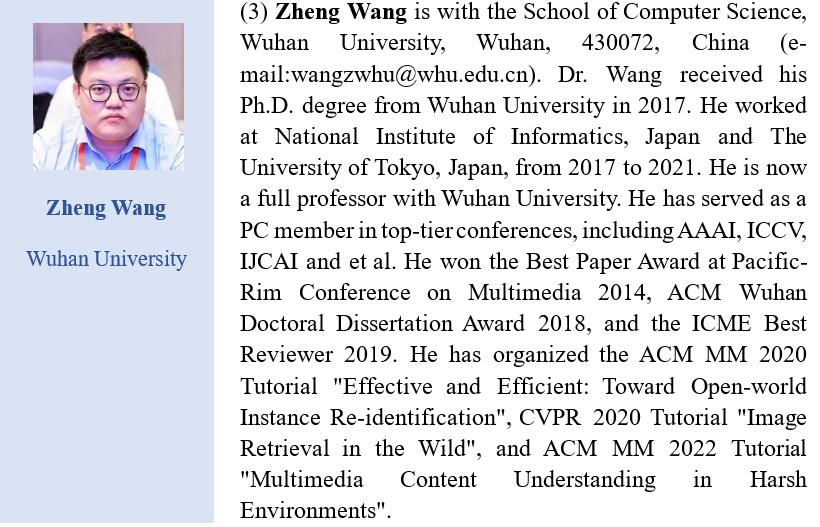 Zheng Wang
Wuhan University
(3) Zheng Wang is with the School of Computer Science,
Wuhan University, Wuhan, 430072, China (e-
mail:wangzwhu@whu.edu.cn). Dr. Wang received his
Ph.D. degree from Wuhan University in 2017. He worked
at National Institute of Informatics, Japan and The
University of Tokyo, Japan, from 2017 to 2021. He is now
a full professor with Wuhan University. He has served as a
PC member in top-tier conferences, including AAAI, ICCV,
IJCAI and et al. He won the Best Paper Award at Pacific-
Rim Conference on Multimedia 2014, ACM Wuhan
Doctoral Dissertation Award 2018, and the ICME Best
Reviewer 2019. He has organized the ACM MM 2020
Tutorial "Effective and Efficient: Toward Open-world
Instance Re-identification", CVPR 2020 Tutorial "Image
Retrieval in the Wild", and ACM MM 2022 Tutorial
"Multimedia Content Understanding in Harsh
Environments".